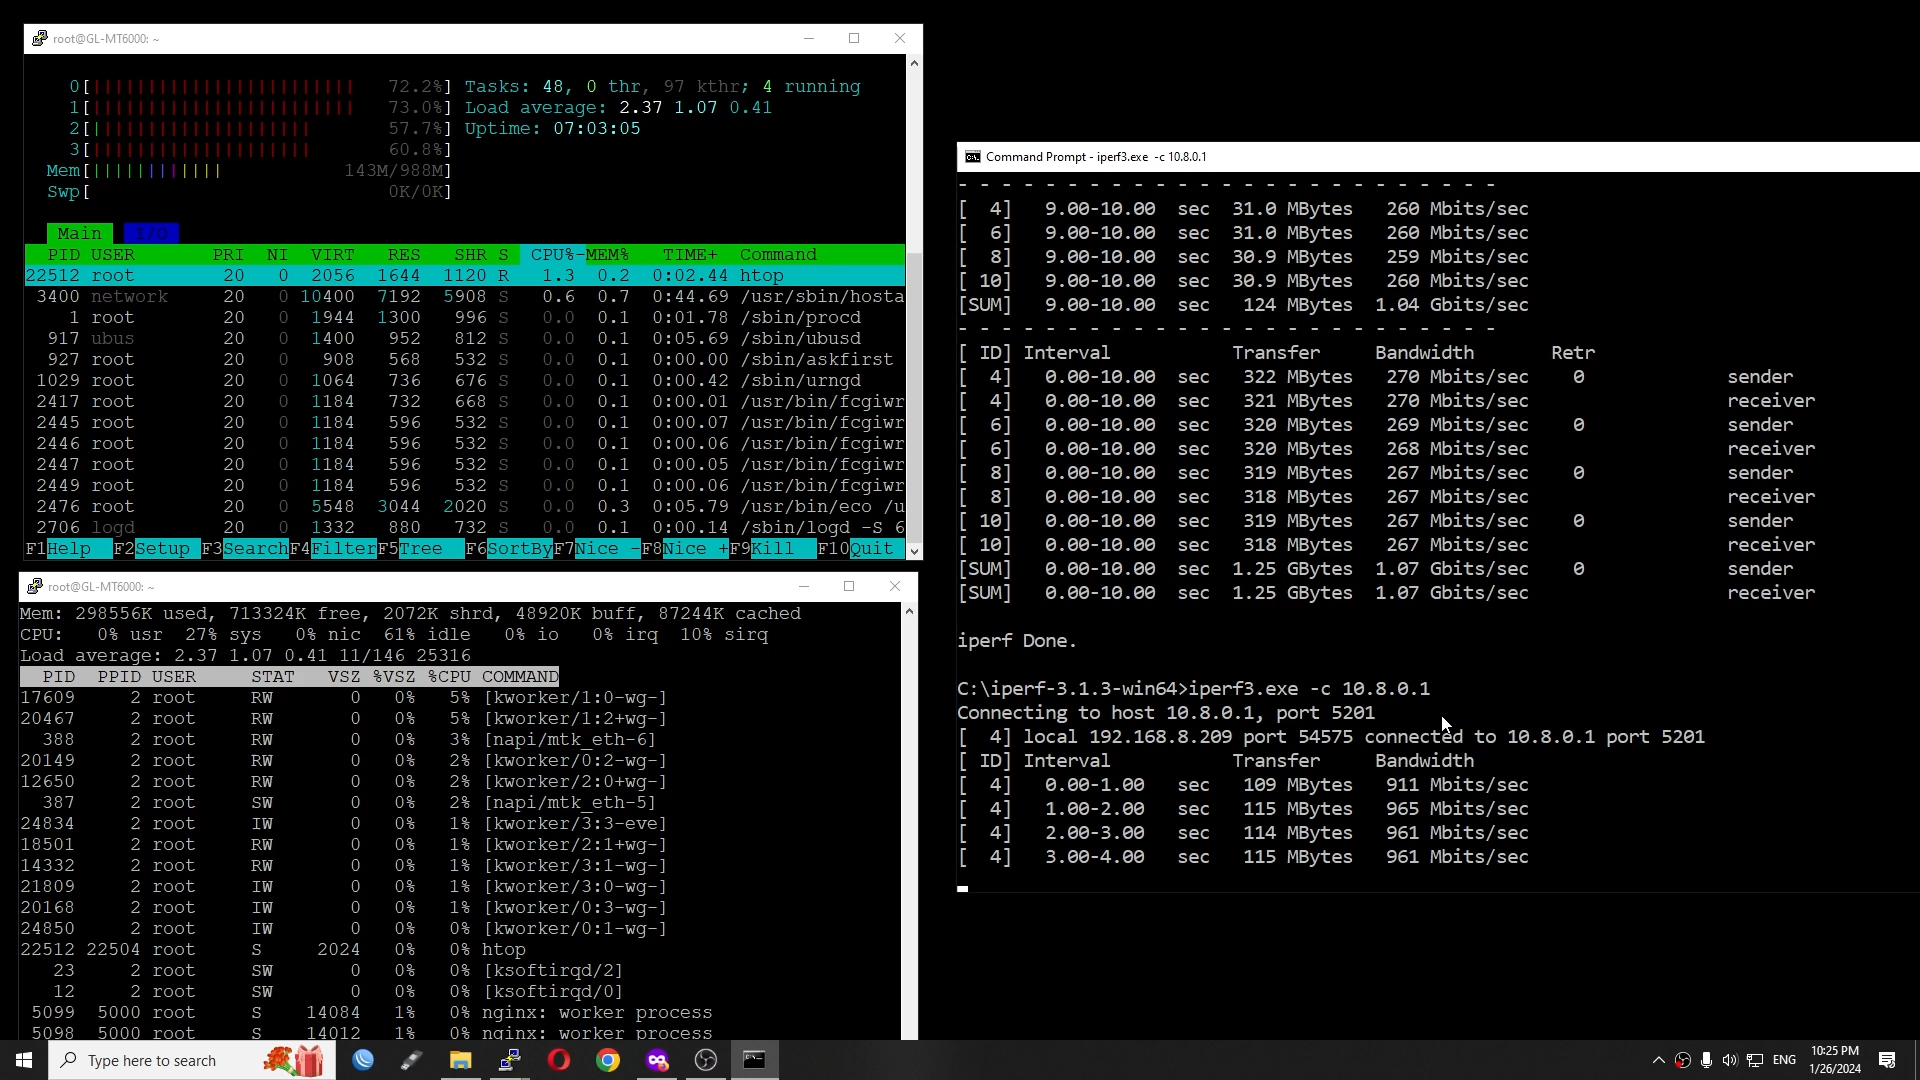 root@GL-MT6000: ~
0[ 72.2%] Tasks: 48, 0 thr, 97 kthr; 4 running
1[ 73.0%] Load average: 2.37 1.07 0.41
2[ 57.7%] Uptime: 07:03:05
3[ 60.8%]
Mem[ 143M/988M]
Swp[ 0K/0K]
Main I/O
PID USER PRI NI VIRT RES SHR S CPU%-MEM% TIME+ Command
22512 root 20 0 2056 1644 1120 R 1.3 0.2 0:02.44 htop
3400 network 20 0 10400 7192 5908 S 0.6 0.7 0:44.69 /usr/sbin/hosta
1 root 20 0 1944 1300 996 S 0.0 0.1 0:01.78 /sbin/procd
917 ubus 20 0 1400 952 812 S 0.0 0.1 0:05.69 /sbin/ubusd
927 root 20 0 908 568 532 S 0.0 0.1 0:00.00 /sbin/askfirst
1029 root 20 0 1064 736 676 S 0.0 0.1 0:00.42 /sbin/urngd
2417 root 20 0 1184 732 668 S 0.0 0.1 0:00.01 /usr/bin/fcgiwr
2445 root 20 0 1184 596 532 S 0.0 0.1 0:00.07 /usr/bin/fcgiwr
2446 root 20 0 1184 596 532 S 0.0 0.1 0:00.06 /usr/bin/fcgiwr
2447 root 20 0 1184 596 532 S 0.0 0.1 0:00.05 /usr/bin/fcgiwr
2449 root 20 0 1184 596 532 S 0.0 0.1 0:00.06 /usr/bin/fcgiwr
2476 root 20 0 5548 3044 2020 S 0.0 0.3 0:05.79 /usr/bin/eco /u
2706 logd 20 0 1332 880 732 S 0.0 0.1 0:00.14 /sbin/logd -S 6
F1Help F2Setup F3SearchF4FilterF5Tree F6SortByF7Nice -F8Nice +F9Kill F10Quit
root@GL-MT6000: ~
Mem: 298556K used, 713324K free, 2072K shrd, 48920K buff, 87244K cached
CPU: 0% usr 27% sys 0% nic 61% idle 0% io 0% irq 10% sirq
Load average: 2.37 1.07 0.41 11/146 25316
PID PPID USER STAT VSZ %VSZ %CPU COMMAND
17609 2 root RW 0 0% 5% [kworker/1:0-wg-]
20467 2 root RW 0 0% 5% [kworker/1:2+wg-]
388 2 root RW 0 0% 3% [napi/mtk_eth-6]
20149 2 root RW 0 0% 2% [kworker/0:2-wg-]
12650 2 root RW 0 0% 2% [kworker/2:0+wg-]
387 2 root SW 0 0% 2% [napi/mtk_eth-5]
24834 2 root IW 0 0% 1% [kworker/3:3-eve]
18501 2 root RW 0 0% 1% [kworker/2:1+wg-]
14332 2 root RW 0 0% 1% [kworker/3:1-wg-]
21809 2 root IW 0 0% 1% [kworker/3:0-wg-]
20168 2 root IW 0 0% 1% [kworker/0:3-wg-]
24850 2 root IW 0 0% 0% [kworker/0:1-wg-]
22512 22504 root S 2024 0% 0% htop
23 2 root SW 0 0% 0% [ksoftirqd/2]
12 2 root SW 0 0% 0% [ksoftirqd/0]
5099 5000 root S 14084 1% 0% nginx: worker process
5098 5000 root S 14012 1% 0% nginx: worker process
Command Prompt - iperf3.exe -c 10.8.0.1
- - - - - - - - - - - - - - - - - - - - - - - - -
[ 4] 9.00-10.00 sec 31.0 MBytes 260 Mbits/sec
[ 6] 9.00-10.00 sec 31.0 MBytes 260 Mbits/sec
[ 8] 9.00-10.00 sec 30.9 MBytes 259 Mbits/sec
[ 10] 9.00-10.00 sec 30.9 MBytes 260 Mbits/sec
[SUM] 9.00-10.00 sec 124 MBytes 1.04 Gbits/sec
- - - - - - - - - - - - - - - - - - - - - - - - -
[ ID] Interval Transfer Bandwidth Retr
[ 4] 0.00-10.00 sec 322 MBytes 270 Mbits/sec 0 sender
[ 4] 0.00-10.00 sec 321 MBytes 270 Mbits/sec receiver
[ 6] 0.00-10.00 sec 320 MBytes 269 Mbits/sec 0 sender
[ 6] 0.00-10.00 sec 320 MBytes 268 Mbits/sec receiver
[ 8] 0.00-10.00 sec 319 MBytes 267 Mbits/sec 0 sender
[ 8] 0.00-10.00 sec 318 MBytes 267 Mbits/sec receiver
[ 10] 0.00-10.00 sec 319 MBytes 267 Mbits/sec 0 sender
[ 10] 0.00-10.00 sec 318 MBytes 267 Mbits/sec receiver
[SUM] 0.00-10.00 sec 1.25 GBytes 1.07 Gbits/sec 0 sender
[SUM] 0.00-10.00 sec 1.25 GBytes 1.07 Gbits/sec receiver
iperf Done.
C:\iperf-3.1.3-win64>iperf3.exe -c 10.8.0.1
Connecting to host 10.8.0.1, port 5201
[ 4] local 192.168.8.209 port 54575 connected to 10.8.0.1 port 5201
[ ID] Interval Transfer Bandwidth
[ 4] 0.00-1.00 sec 109 MBytes 911 Mbits/sec
[ 4] 1.00-2.00 sec 115 MBytes 965 Mbits/sec
[ 4] 2.00-3.00 sec 114 MBytes 961 Mbits/sec
[ 4] 3.00-4.00 sec 115 MBytes 961 Mbits/sec
Type here to search
ENG
10:25 PM
1/26/2024